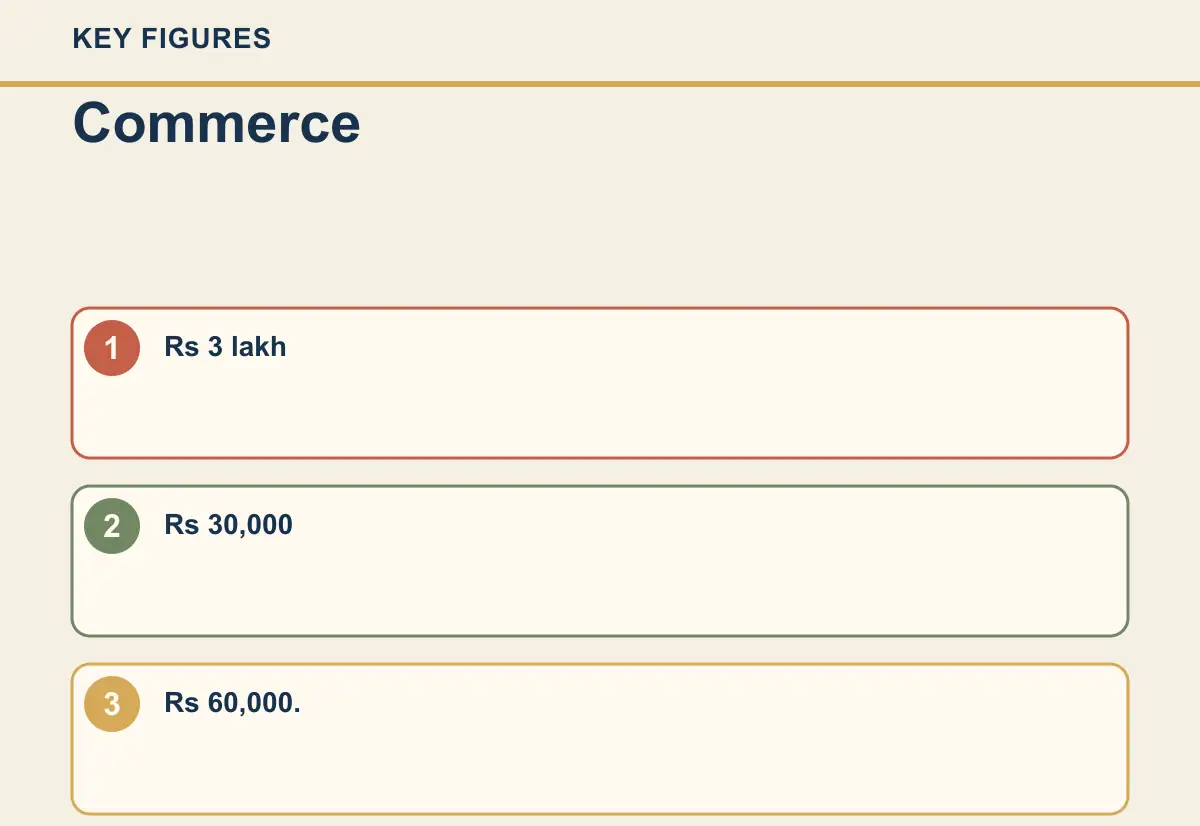 KEY FIGURES
Commerce
1 Rs 3 lakh
2 Rs 30,000
3 Rs 60,000.